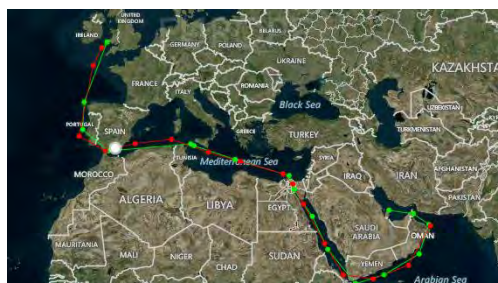 UNITED
KINGDOM
IRELAND
BELARUS
GERMANY
POLAND
UKRAINE
KAZAKHSTA
FRANCE
ROMANIA
ITALY
Black Sea
UZBEKISTAN
PORTUGAL
SPAIN
GREECE
TURKEY
TURKMENISTAN
TUNISIA
Mediterranean Sea
SYRIA
MOROCCO
IRAQ
IRAN
AFGHANISTAN
ALGERIA
LIBYA
EGYPT
PAKISTAN
SAUDI
ARABIA
OMAN
MAURITANIA
MALI
NIGER
CHAD
SUDAN
YEMEN
Arabian Sea